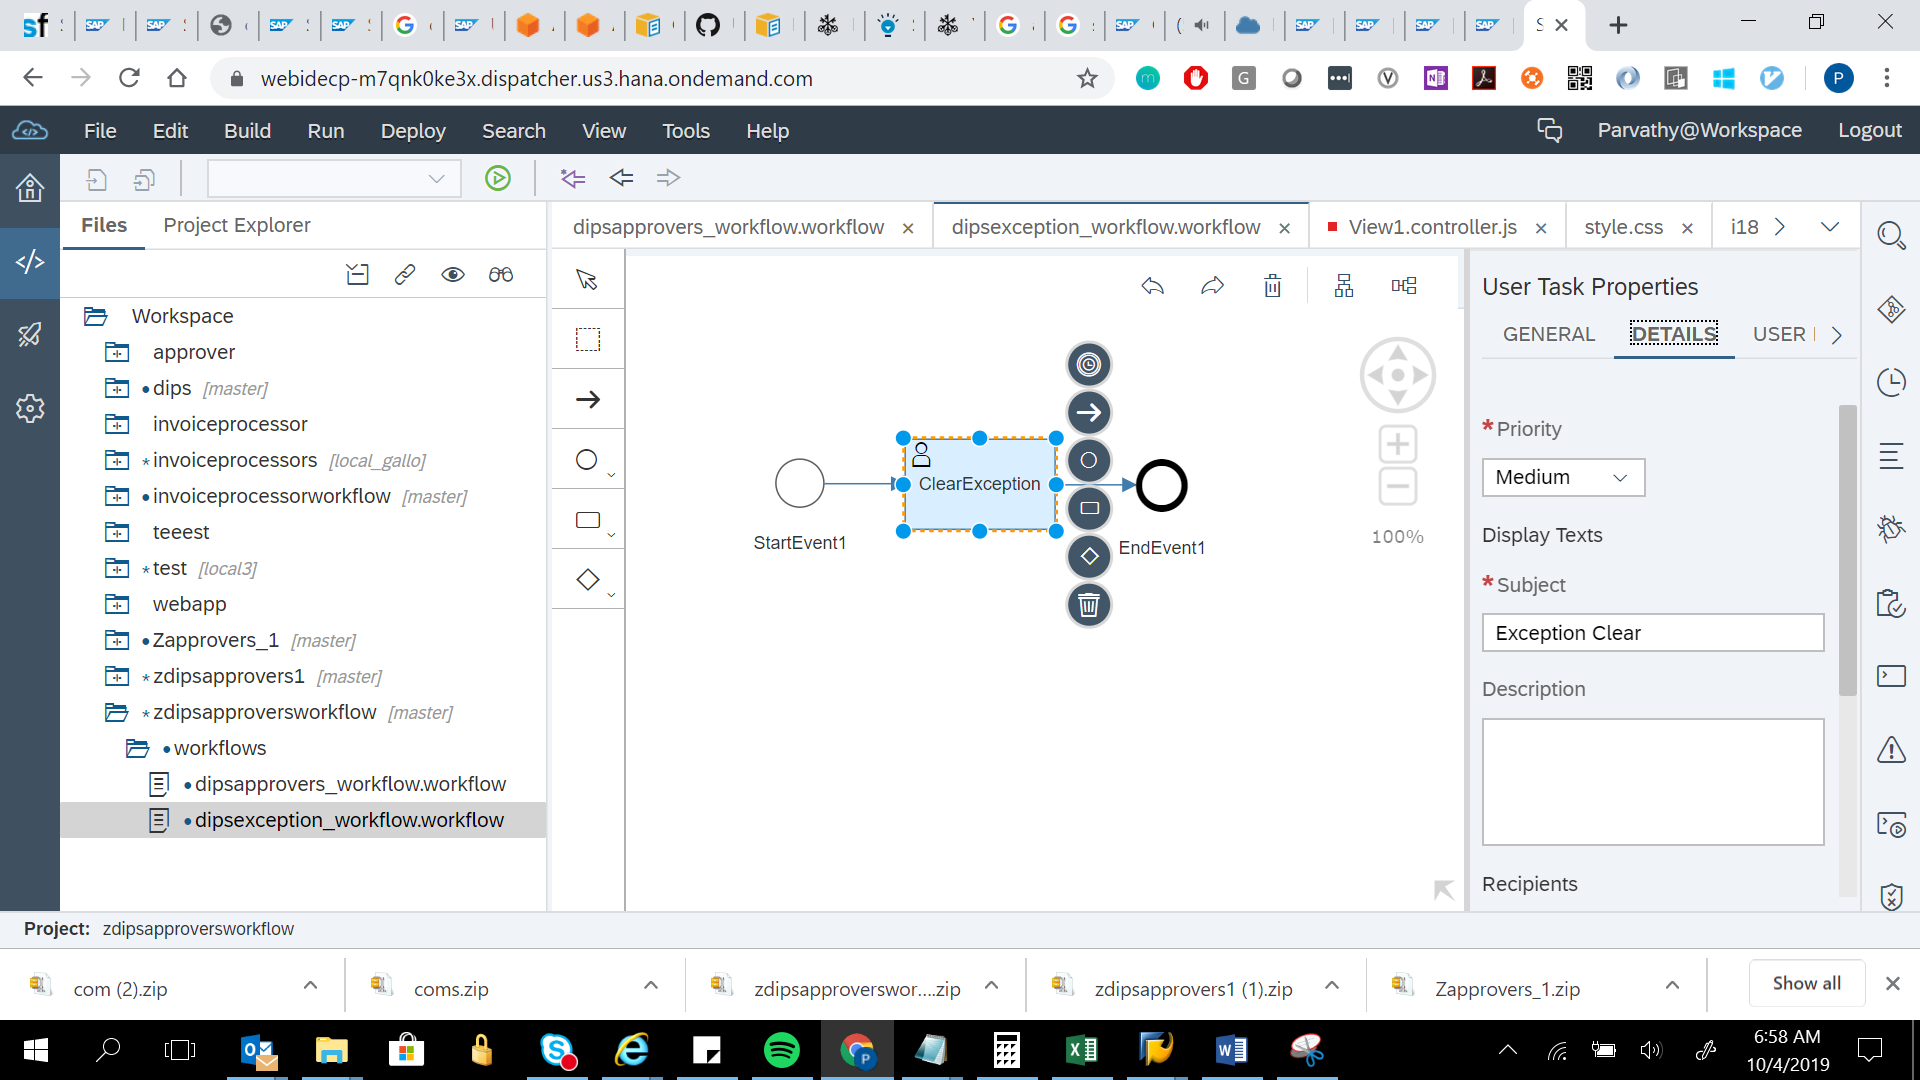 webidecp-m7qnk0ke3x.dispatcher.us3.hana.ondemand.com
File Edit Build Run Deploy Search View Tools Help
Parvathy@Workspace Logout
Files Project Explorer
dipsapprovers_workflow.workflow × dipsexception_workflow.workflow × View1.controller.js × style.css × i18
Workspace
approver
dips [master]
invoiceprocessor
*invoiceprocessors [local_gallo]
invoiceprocessorworkflow [master]
teeest
*test [local3]
webapp
Zapprovers_1 [master]
*zdipsapprovers1 [master]
*zdipsapproversworkflow [master]
workflows
dipsapprovers_workflow.workflow
dipsexception_workflow.workflow
StartEvent1
ClearException
EndEvent1
100%
User Task Properties
GENERAL DETAILS USER
*Priority
Medium
Display Texts
*Subject
Exception Clear
Description
Recipients
Project: zdipsapproversworkflow
com (2).zip
coms.zip
zdipsapproverswor....zip
zdipsapprovers1 (1).zip
Zapprovers_1.zip
Show all
6:58 AM
10/4/2019